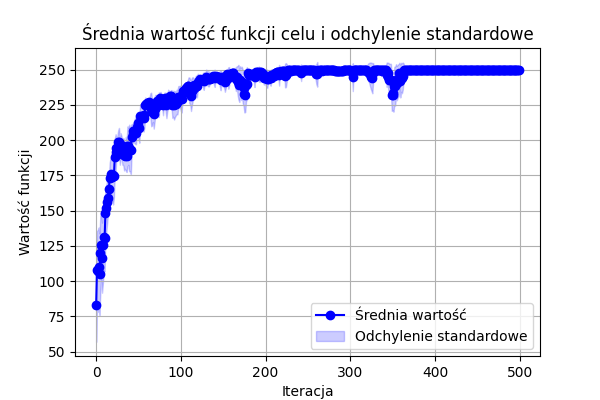 Średnia wartość funkcji celu i odchylenie standardowe
Wartość funkcji
250
225
200
175
150
125
100
75
50
0 100 200 300 400 500
Iteracja
Średnia wartość
Odchylenie standardowe